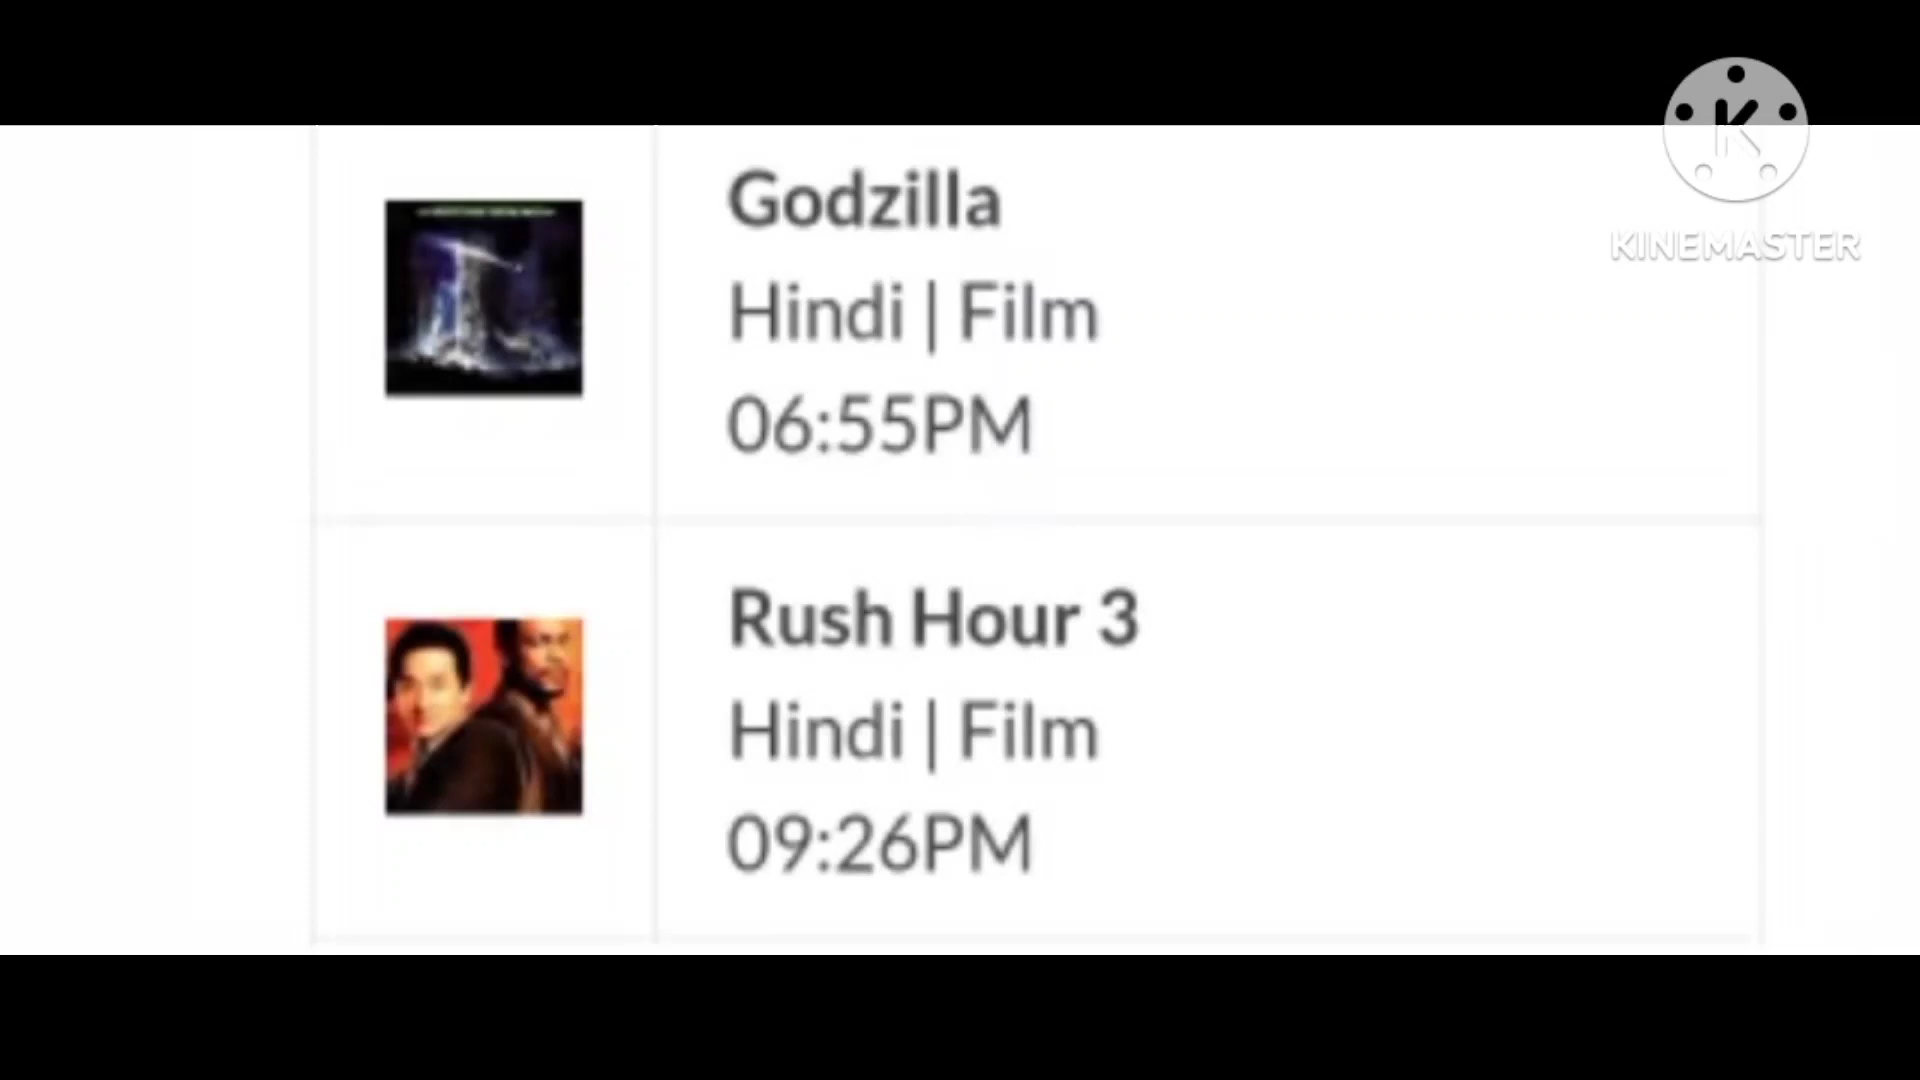 Godzilla
Hindi | Film
06:55PM
Rush Hour 3
Hindi | Film
09:26PM
K
KINEMASTER